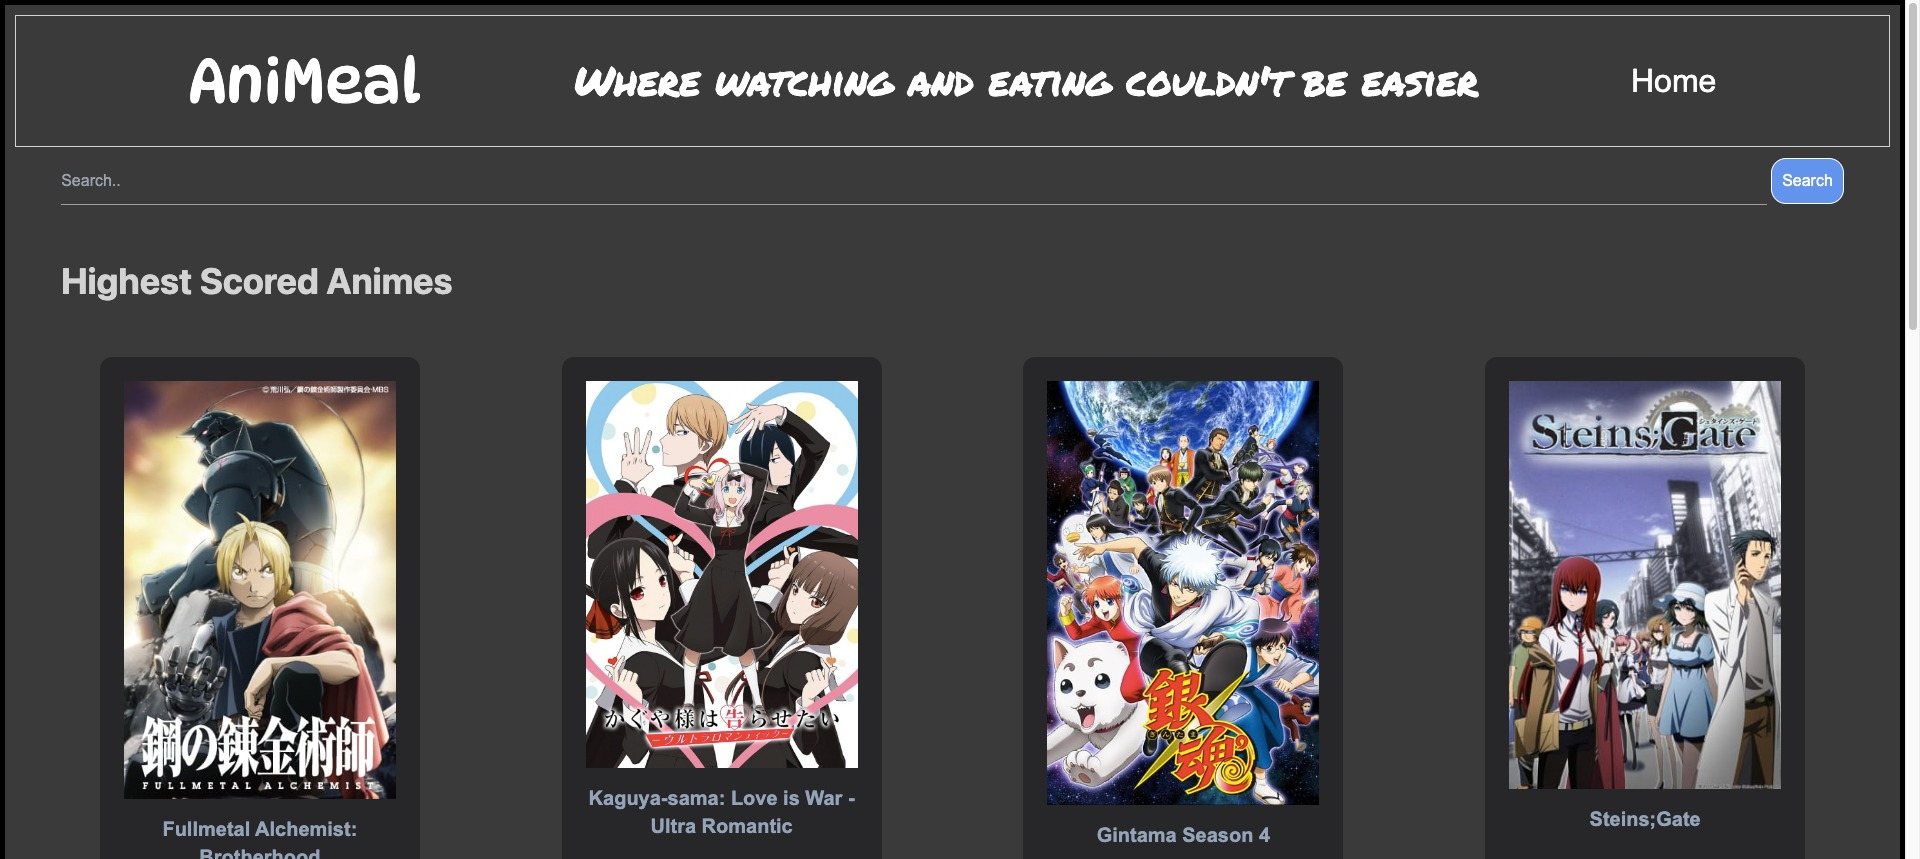 AniMeal
Where watching and eating couldn't be easier
Home
Search..
Search
Highest Scored Animes
© 荒川弘／鋼の錬金術師製作委員会・MBS
鋼の錬金術師
FULLMETAL ALCHEMIST
Fullmetal Alchemist:
Brotherhood
かぐや様は告らせたい
～ウルトラロマンティック～
Kaguya-sama: Love is War -
Ultra Romantic
銀魂
ぎんたま
Gintama Season 4
シュタインズ・ゲート
Steins;Gate
Steins;Gate